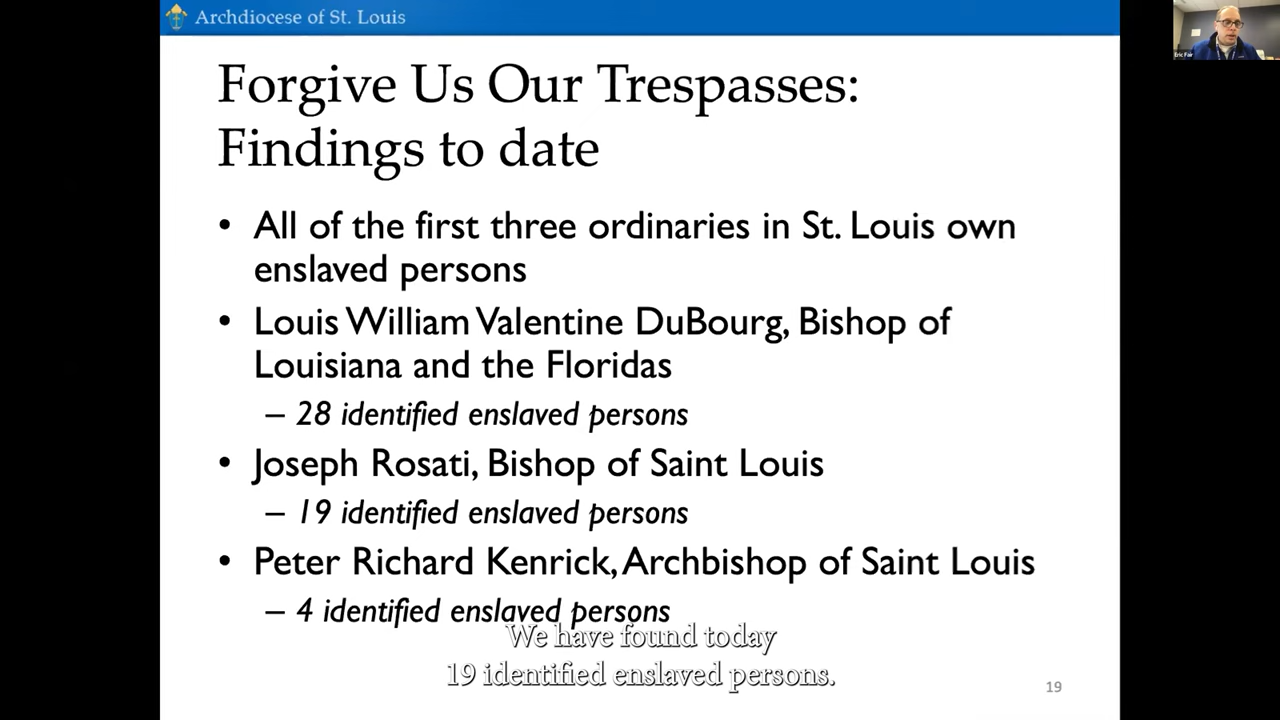 Archdiocese of St. Louis
Eric Fair
Forgive Us Our Trespasses:
Findings to date
• All of the first three ordinaries in St. Louis own
enslaved persons
• Louis William Valentine DuBourg, Bishop of
Louisiana and the Floridas
– 28 identified enslaved persons
• Joseph Rosati, Bishop of Saint Louis
– 19 identified enslaved persons
• Peter Richard Kenrick, Archbishop of Saint Louis
– 4 identified enslaved persons
We have found today
19 identified enslaved persons.
19